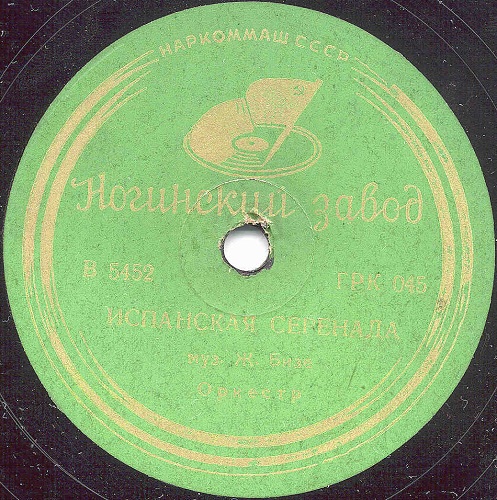 НАРКОММАШ СССР
Ногинский завод
В 5452
ГРК 045
ИСПАНСКАЯ СЕРЕНАДА
муз. Ж. Бизе
Оркестр